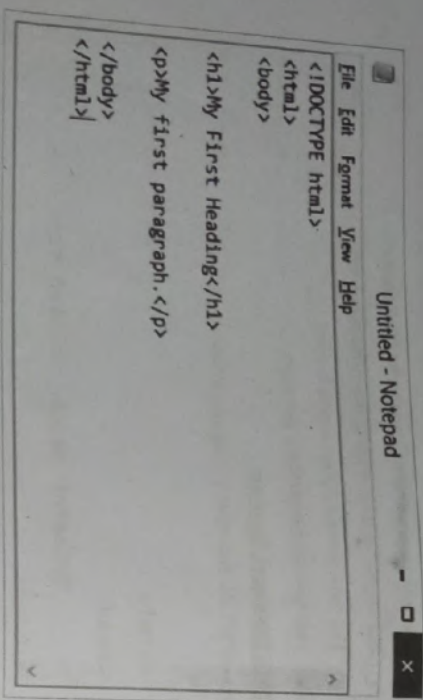 Untitled - Notepad
File Edit Format View Help
<!DOCTYPE html>
<html>
<body>
<h1>My First Heading</h1>
<p>My first paragraph.</p>
</body>
</html>